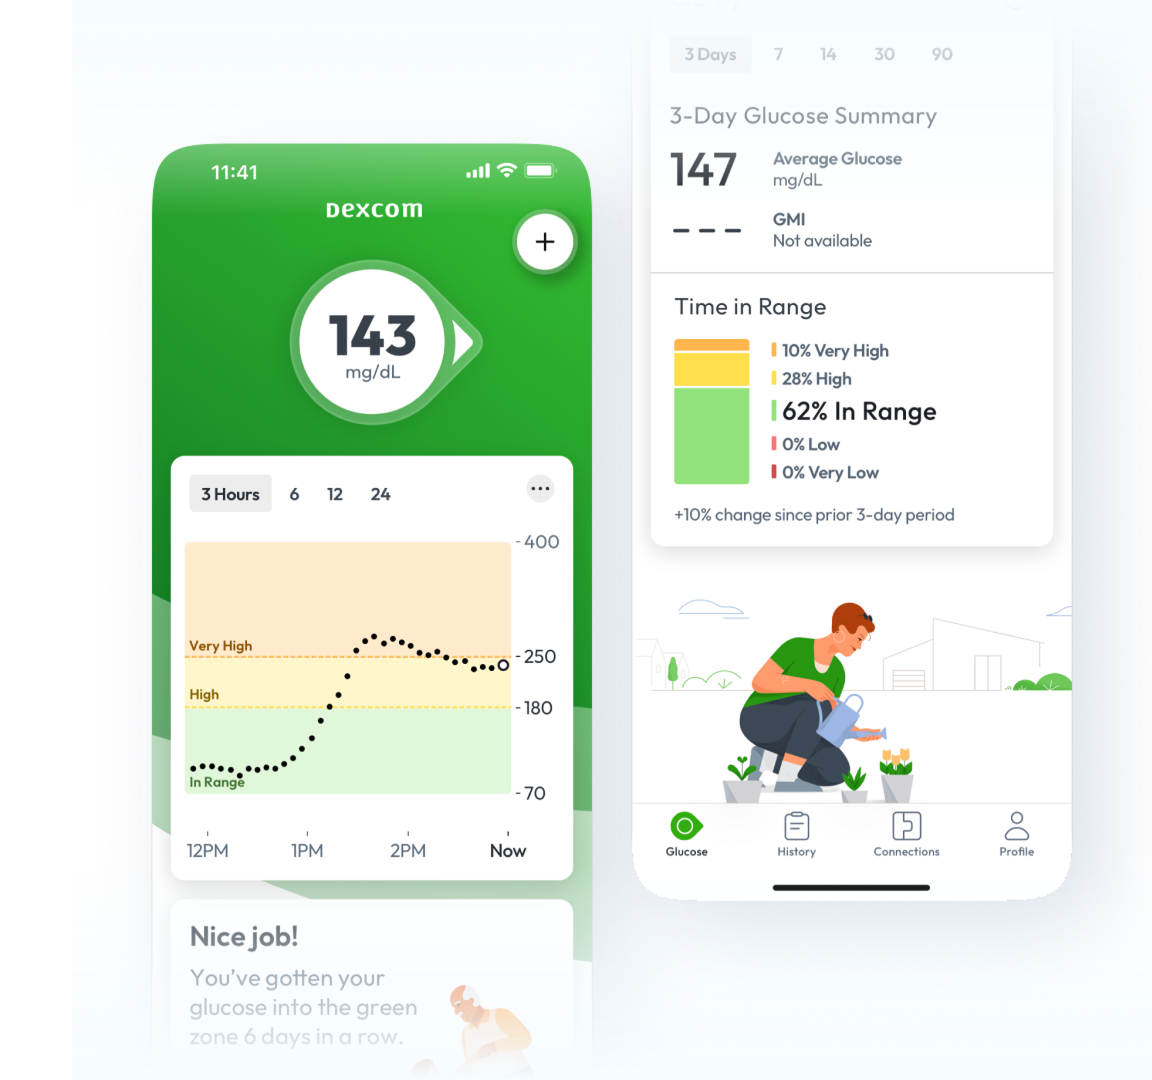 11:41
Dexcom
+
143
mg/dL
3 Hours 6 12 24
400
Very High
250
High
180
In Range
70
12PM 1PM 2PM Now
Nice job!
You've gotten your
glucose into the green
zone 6 days in a row.
3 Days 7 14 30 90
3-Day Glucose Summary
147 Average Glucose
mg/dL
GMI
Not available
Time in Range
10% Very High
28% High
62% In Range
0% Low
0% Very Low
+10% change since prior 3-day period
Glucose History Connections Profile